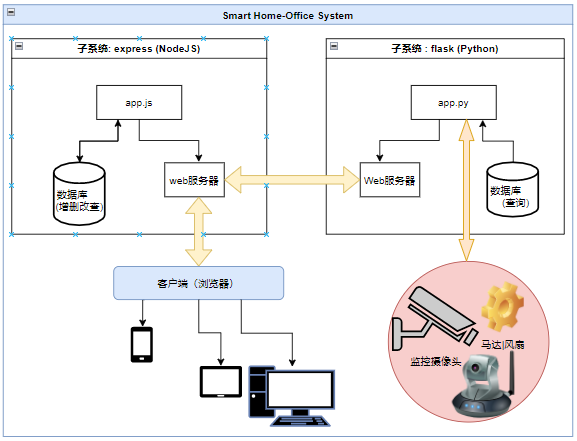 Smart Home-Office System
子系统: express (NodeJS)
子系统 : flask (Python)
app.js
app.py
web服务器
Web服务器
数据库
(增删改查)
数据库
(查询)
客户端（浏览器）
马达|风扇
监控摄像头